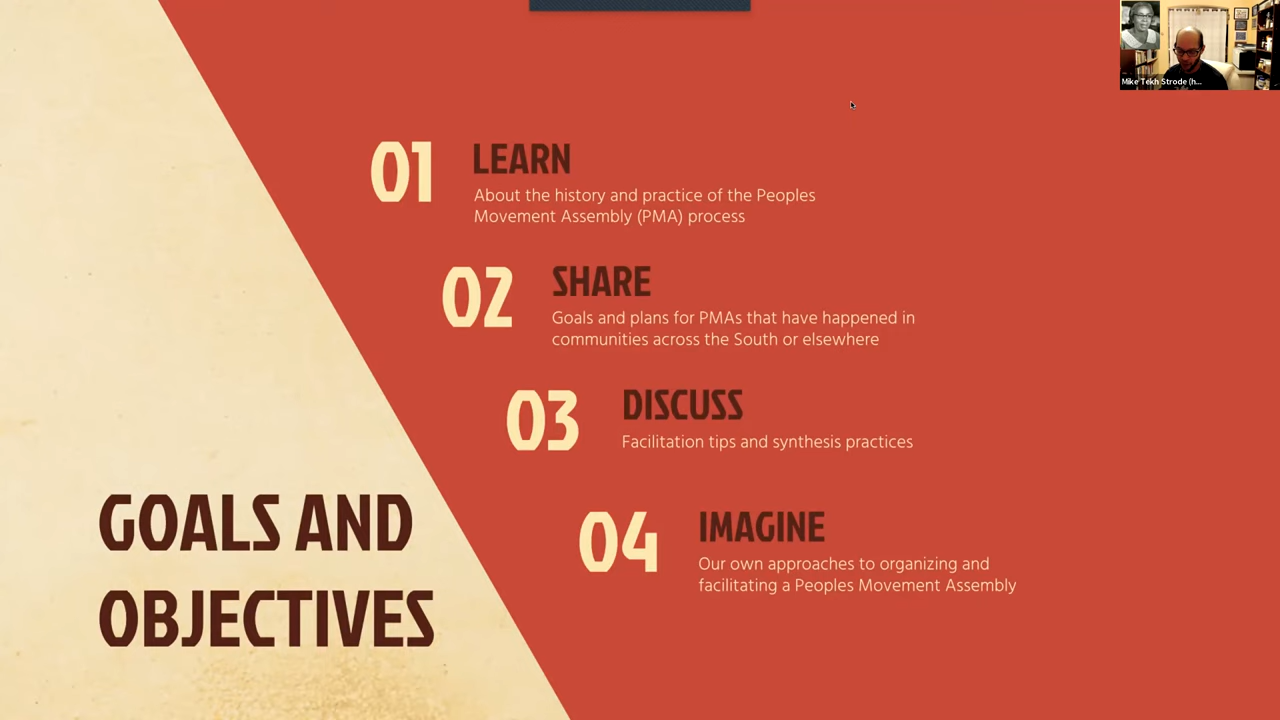 Mike Tekh Strode (h...
01 LEARN
About the history and practice of the Peoples
Movement Assembly (PMA) process
02 SHARE
Goals and plans for PMAs that have happened in
communities across the South or elsewhere
03 DISCUSS
Facilitation tips and synthesis practices
04 IMAGINE
Our own approaches to organizing and
facilitating a Peoples Movement Assembly
GOALS AND
OBJECTIVES